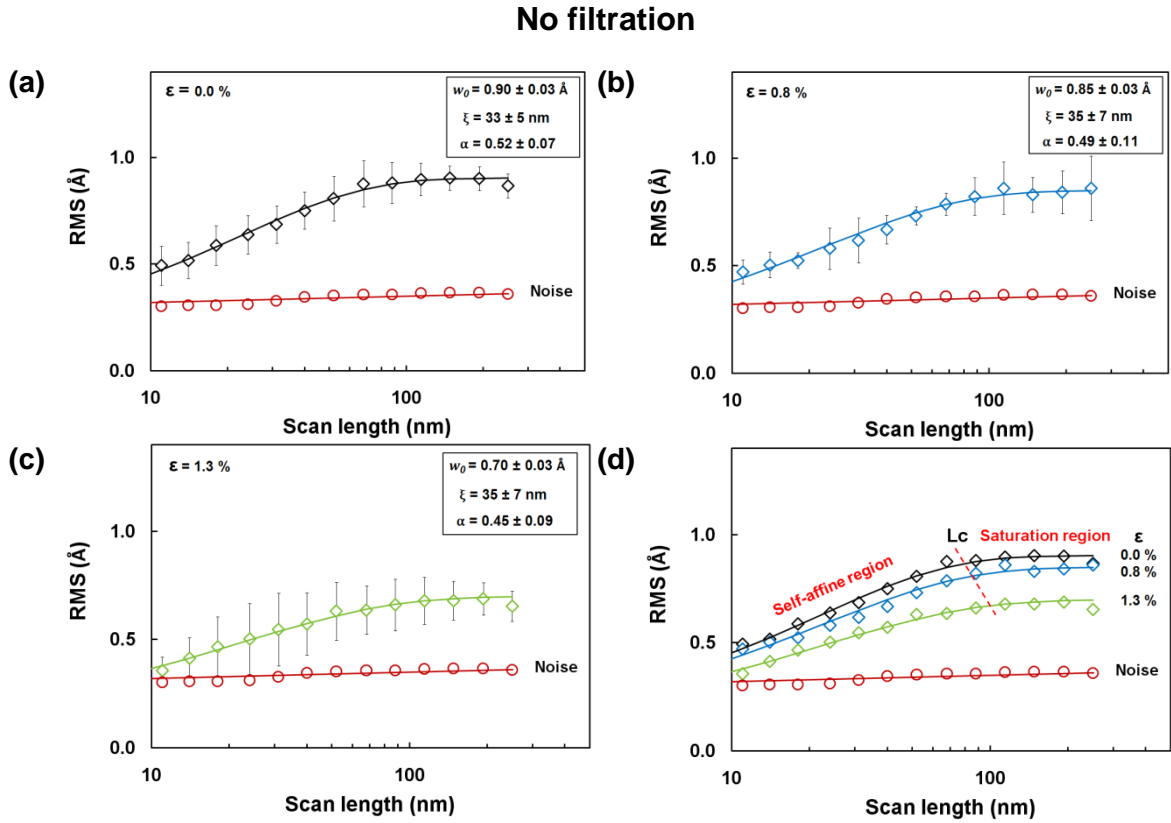 No filtration
(a)
ε = 0.0 %
w₀ = 0.90 ± 0.03 Å
ξ = 33 ± 5 nm
α = 0.52 ± 0.07
1.0
0.5
0.0
RMS (Å)
Noise
10
100
Scan length (nm)
(b)
ε = 0.8 %
w₀ = 0.85 ± 0.03 Å
ξ = 35 ± 7 nm
α = 0.49 ± 0.11
1.0
0.5
0.0
RMS (Å)
Noise
10
100
Scan length (nm)
(c)
ε = 1.3 %
w₀ = 0.70 ± 0.03 Å
ξ = 35 ± 7 nm
α = 0.45 ± 0.09
1.0
0.5
0.0
RMS (Å)
Noise
10
100
Scan length (nm)
(d)
1.0
0.5
0.0
RMS (Å)
Self-affine region
Lc
Saturation region
ε
0.0 %
0.8 %
1.3 %
Noise
10
100
Scan length (nm)